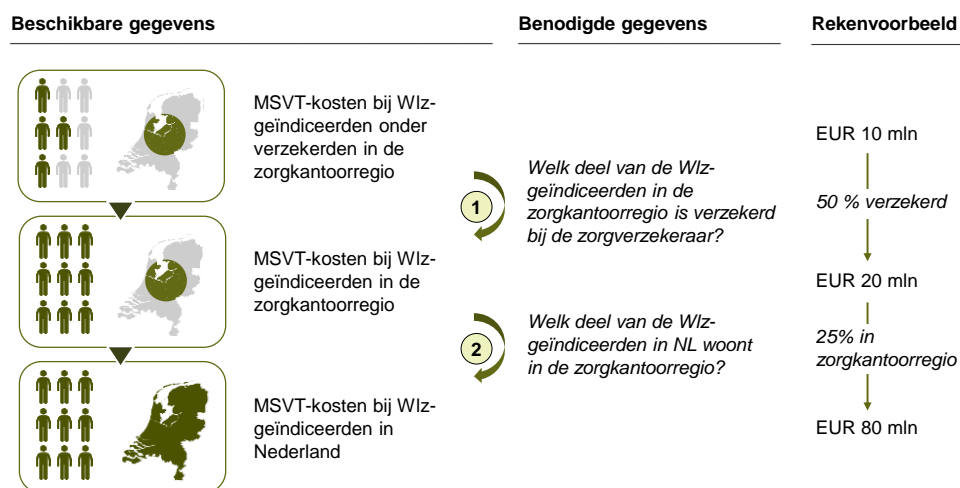 Beschikbare gegevens
Benodigde gegevens
Rekenvoorbeeld
MSVT-kosten bij Wlz-
geïndiceerden onder
verzekerden in de
zorgkantoorregio
EUR 10 mln
1
Welk deel van de Wlz-
geïndiceerden in de
zorgkantoorregio is verzekerd
bij de zorgverzekeraar?
50 % verzekerd
MSVT-kosten bij Wlz-
geïndiceerden in de
zorgkantoorregio
EUR 20 mln
2
Welk deel van de Wlz-
geïndiceerden in NL woont
in de zorgkantoorregio?
25% in
zorgkantoorregio
MSVT-kosten bij Wlz-
geïndiceerden in
Nederland
EUR 80 mln